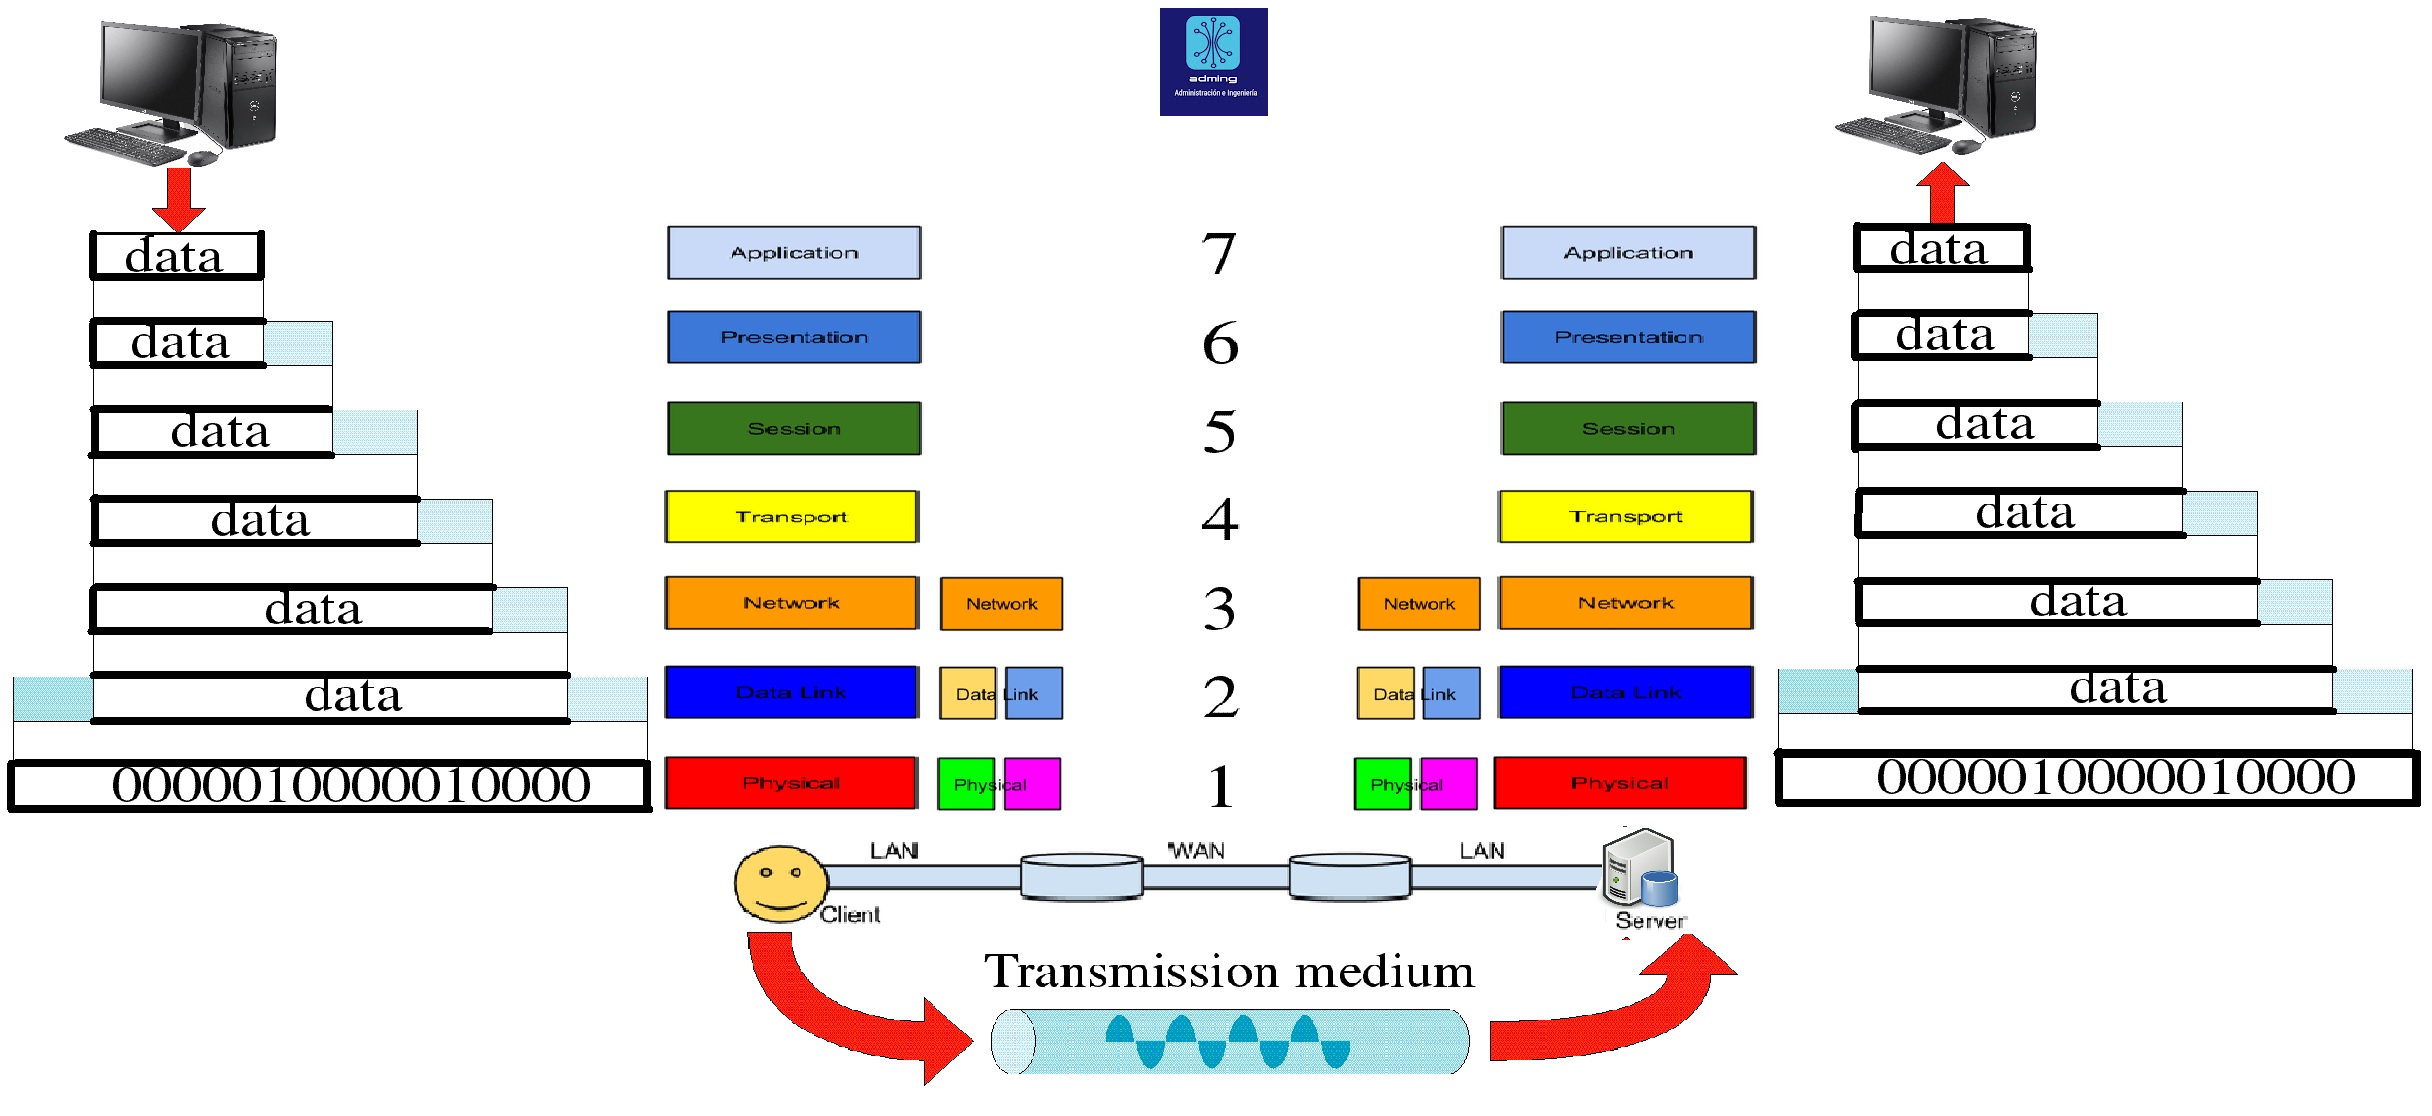 adming
Administración e Ingeniería
data
Application
7
Application
data
data
Presentation
6
Presentation
data
data
Session
5
Session
data
data
Transport
4
Transport
data
data
Network
Network
3
Network
Network
data
data
Data Link
Data Link
2
Data Link
Data Link
data
0000010000010000
Physical
Physical
1
Physical
Physical
0000010000010000
LAN
WAN
LAN
Client
Server
Transmission medium